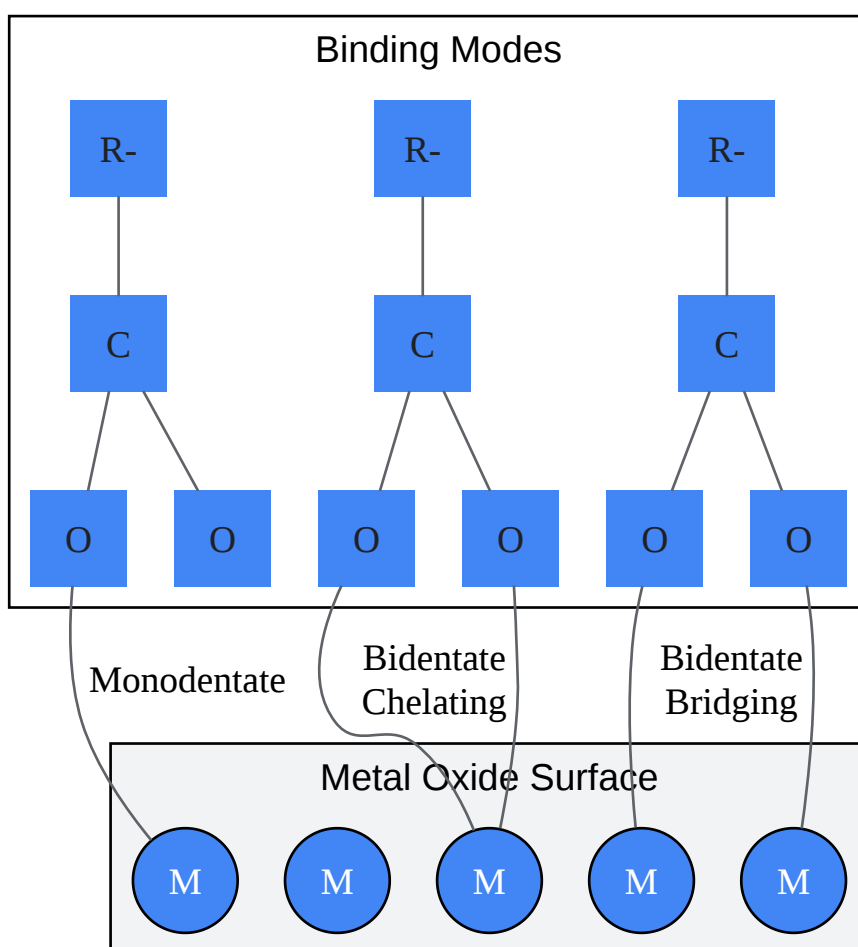 Binding Modes
R-
R-
R-
C
C
C
O
O
O
O
O
O
Monodentate
Bidentate
Chelating
Bidentate
Bridging
Metal Oxide Surface
M
M
M
M
M